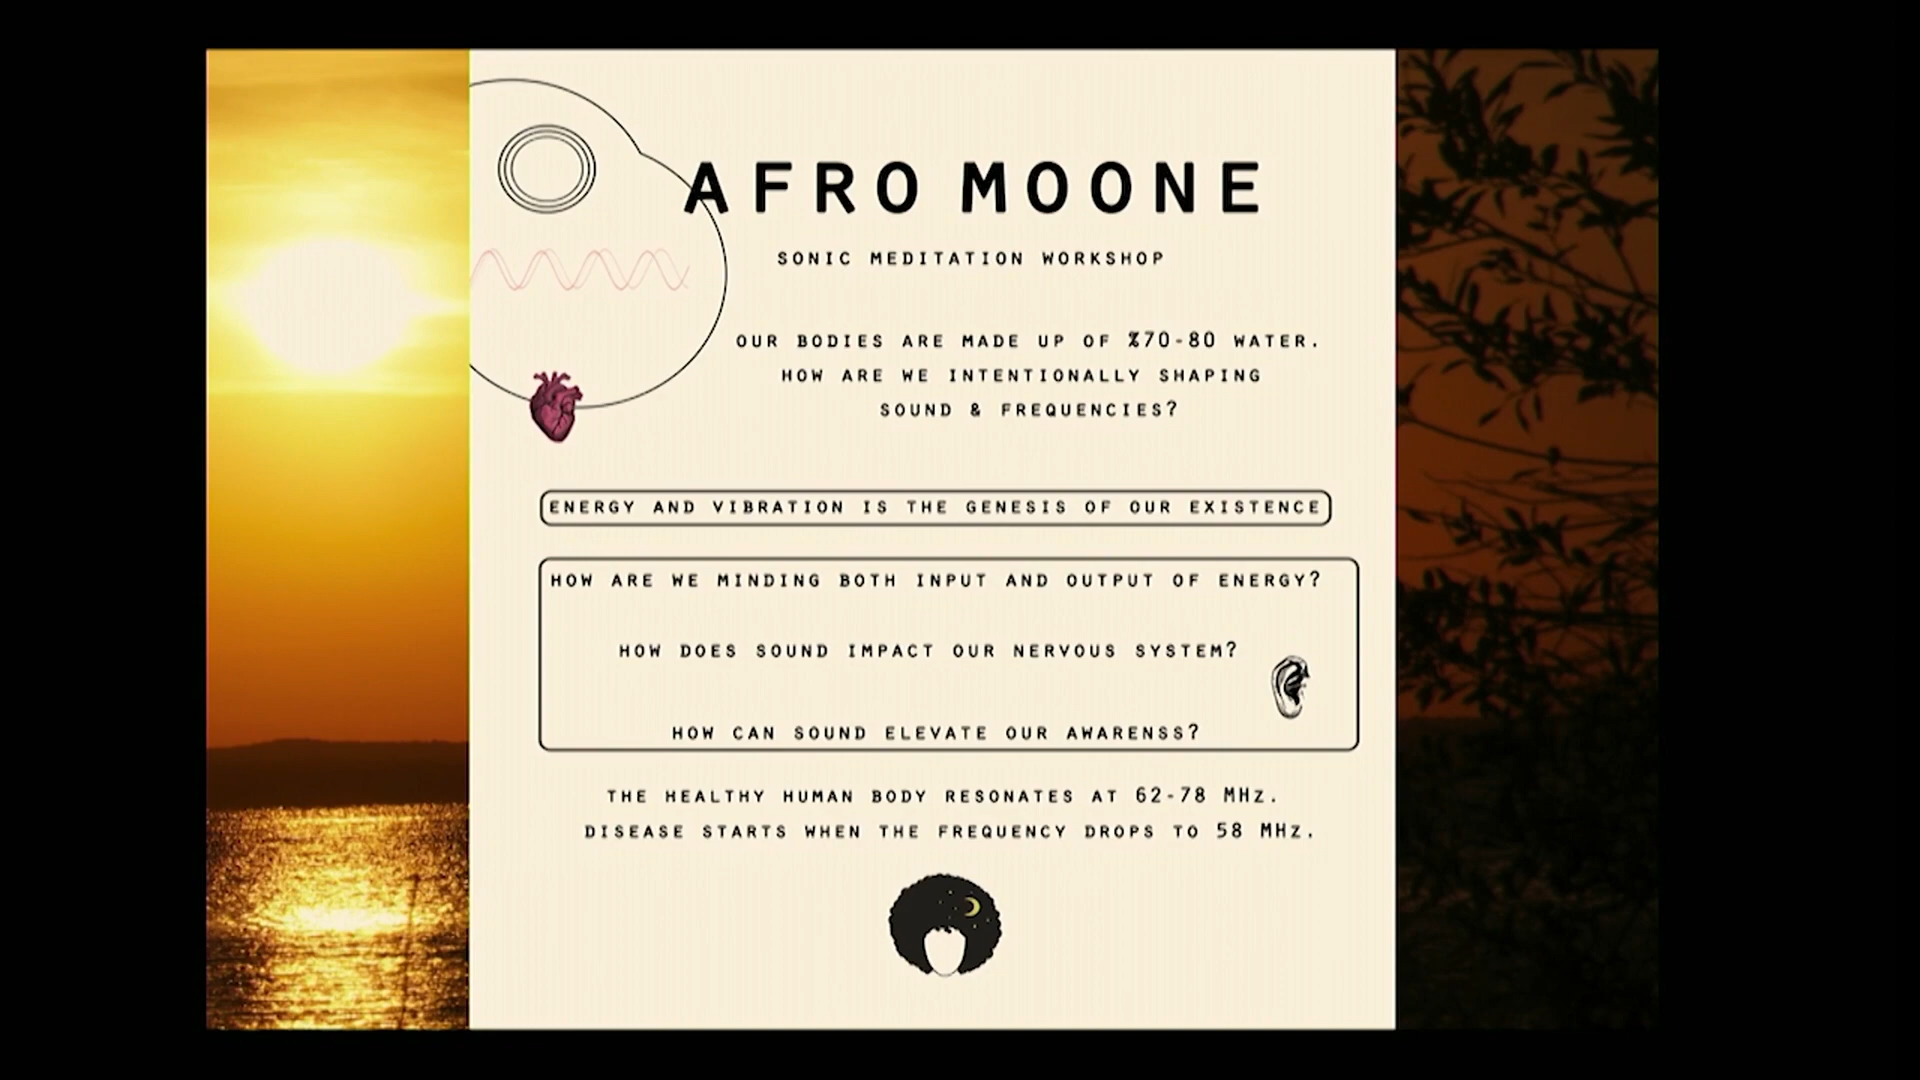 AFRO MOONE
SONIC MEDITATION WORKSHOP
OUR BODIES ARE MADE UP OF %70-80 WATER.
HOW ARE WE INTENTIONALLY SHAPING
SOUND & FREQUENCIES?
ENERGY AND VIBRATION IS THE GENESIS OF OUR EXISTENCE
HOW ARE WE MINDING BOTH INPUT AND OUTPUT OF ENERGY?
HOW DOES SOUND IMPACT OUR NERVOUS SYSTEM?
HOW CAN SOUND ELEVATE OUR AWARENSS?
THE HEALTHY HUMAN BODY RESONATES AT 62-78 MHz.
DISEASE STARTS WHEN THE FREQUENCY DROPS TO 58 MHz.